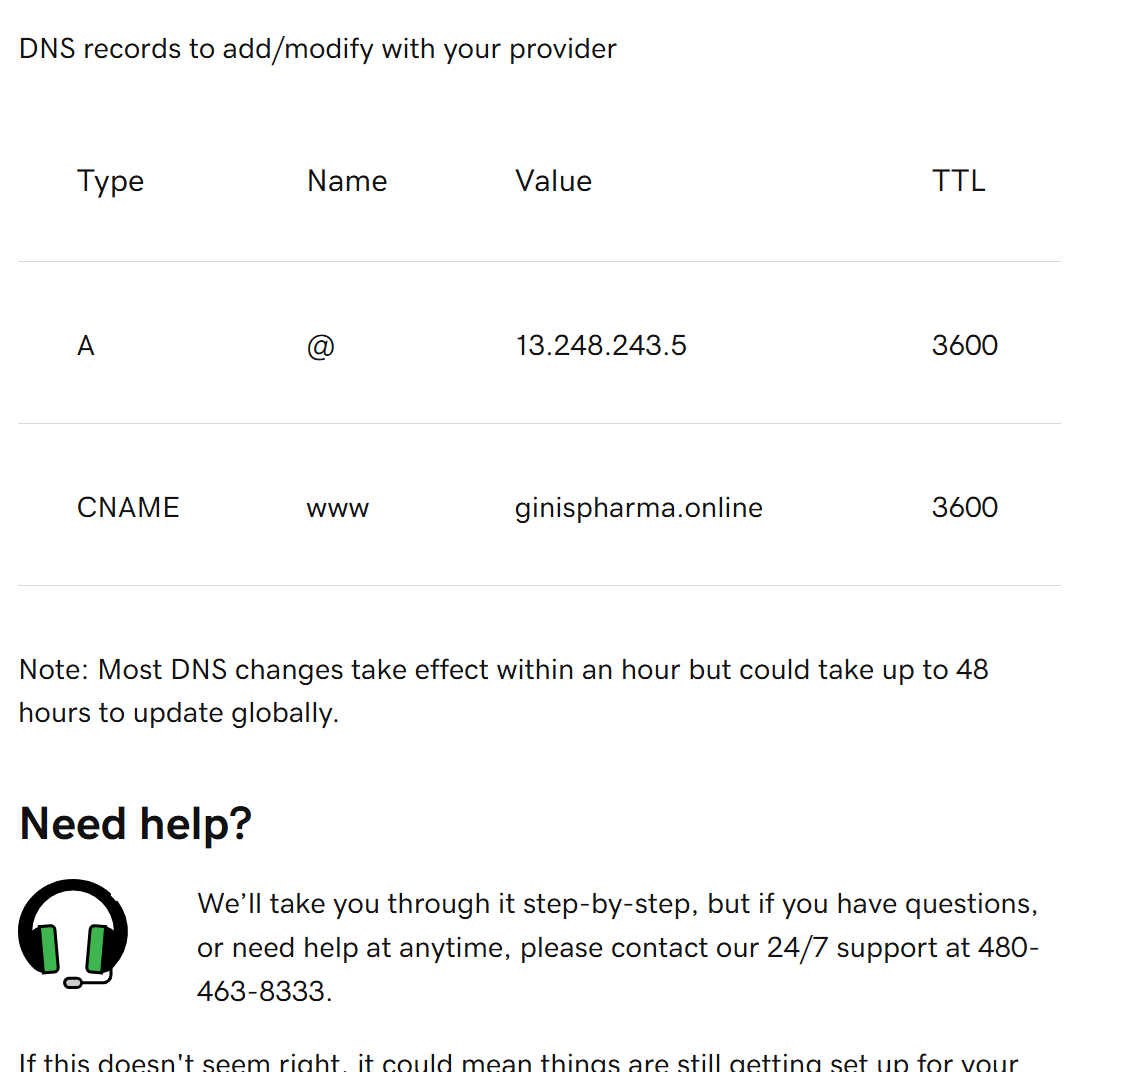 DNS records to add/modify with your provider
Type Name Value TTL
A @ 13.248.243.5 3600
CNAME www ginispharma.online 3600
Note: Most DNS changes take effect within an hour but could take up to 48
hours to update globally.
Need help?
We’ll take you through it step-by-step, but if you have questions,
or need help at anytime, please contact our 24/7 support at 480-
463-8333.
If this doesn't seem right, it could mean things are still getting set up for your